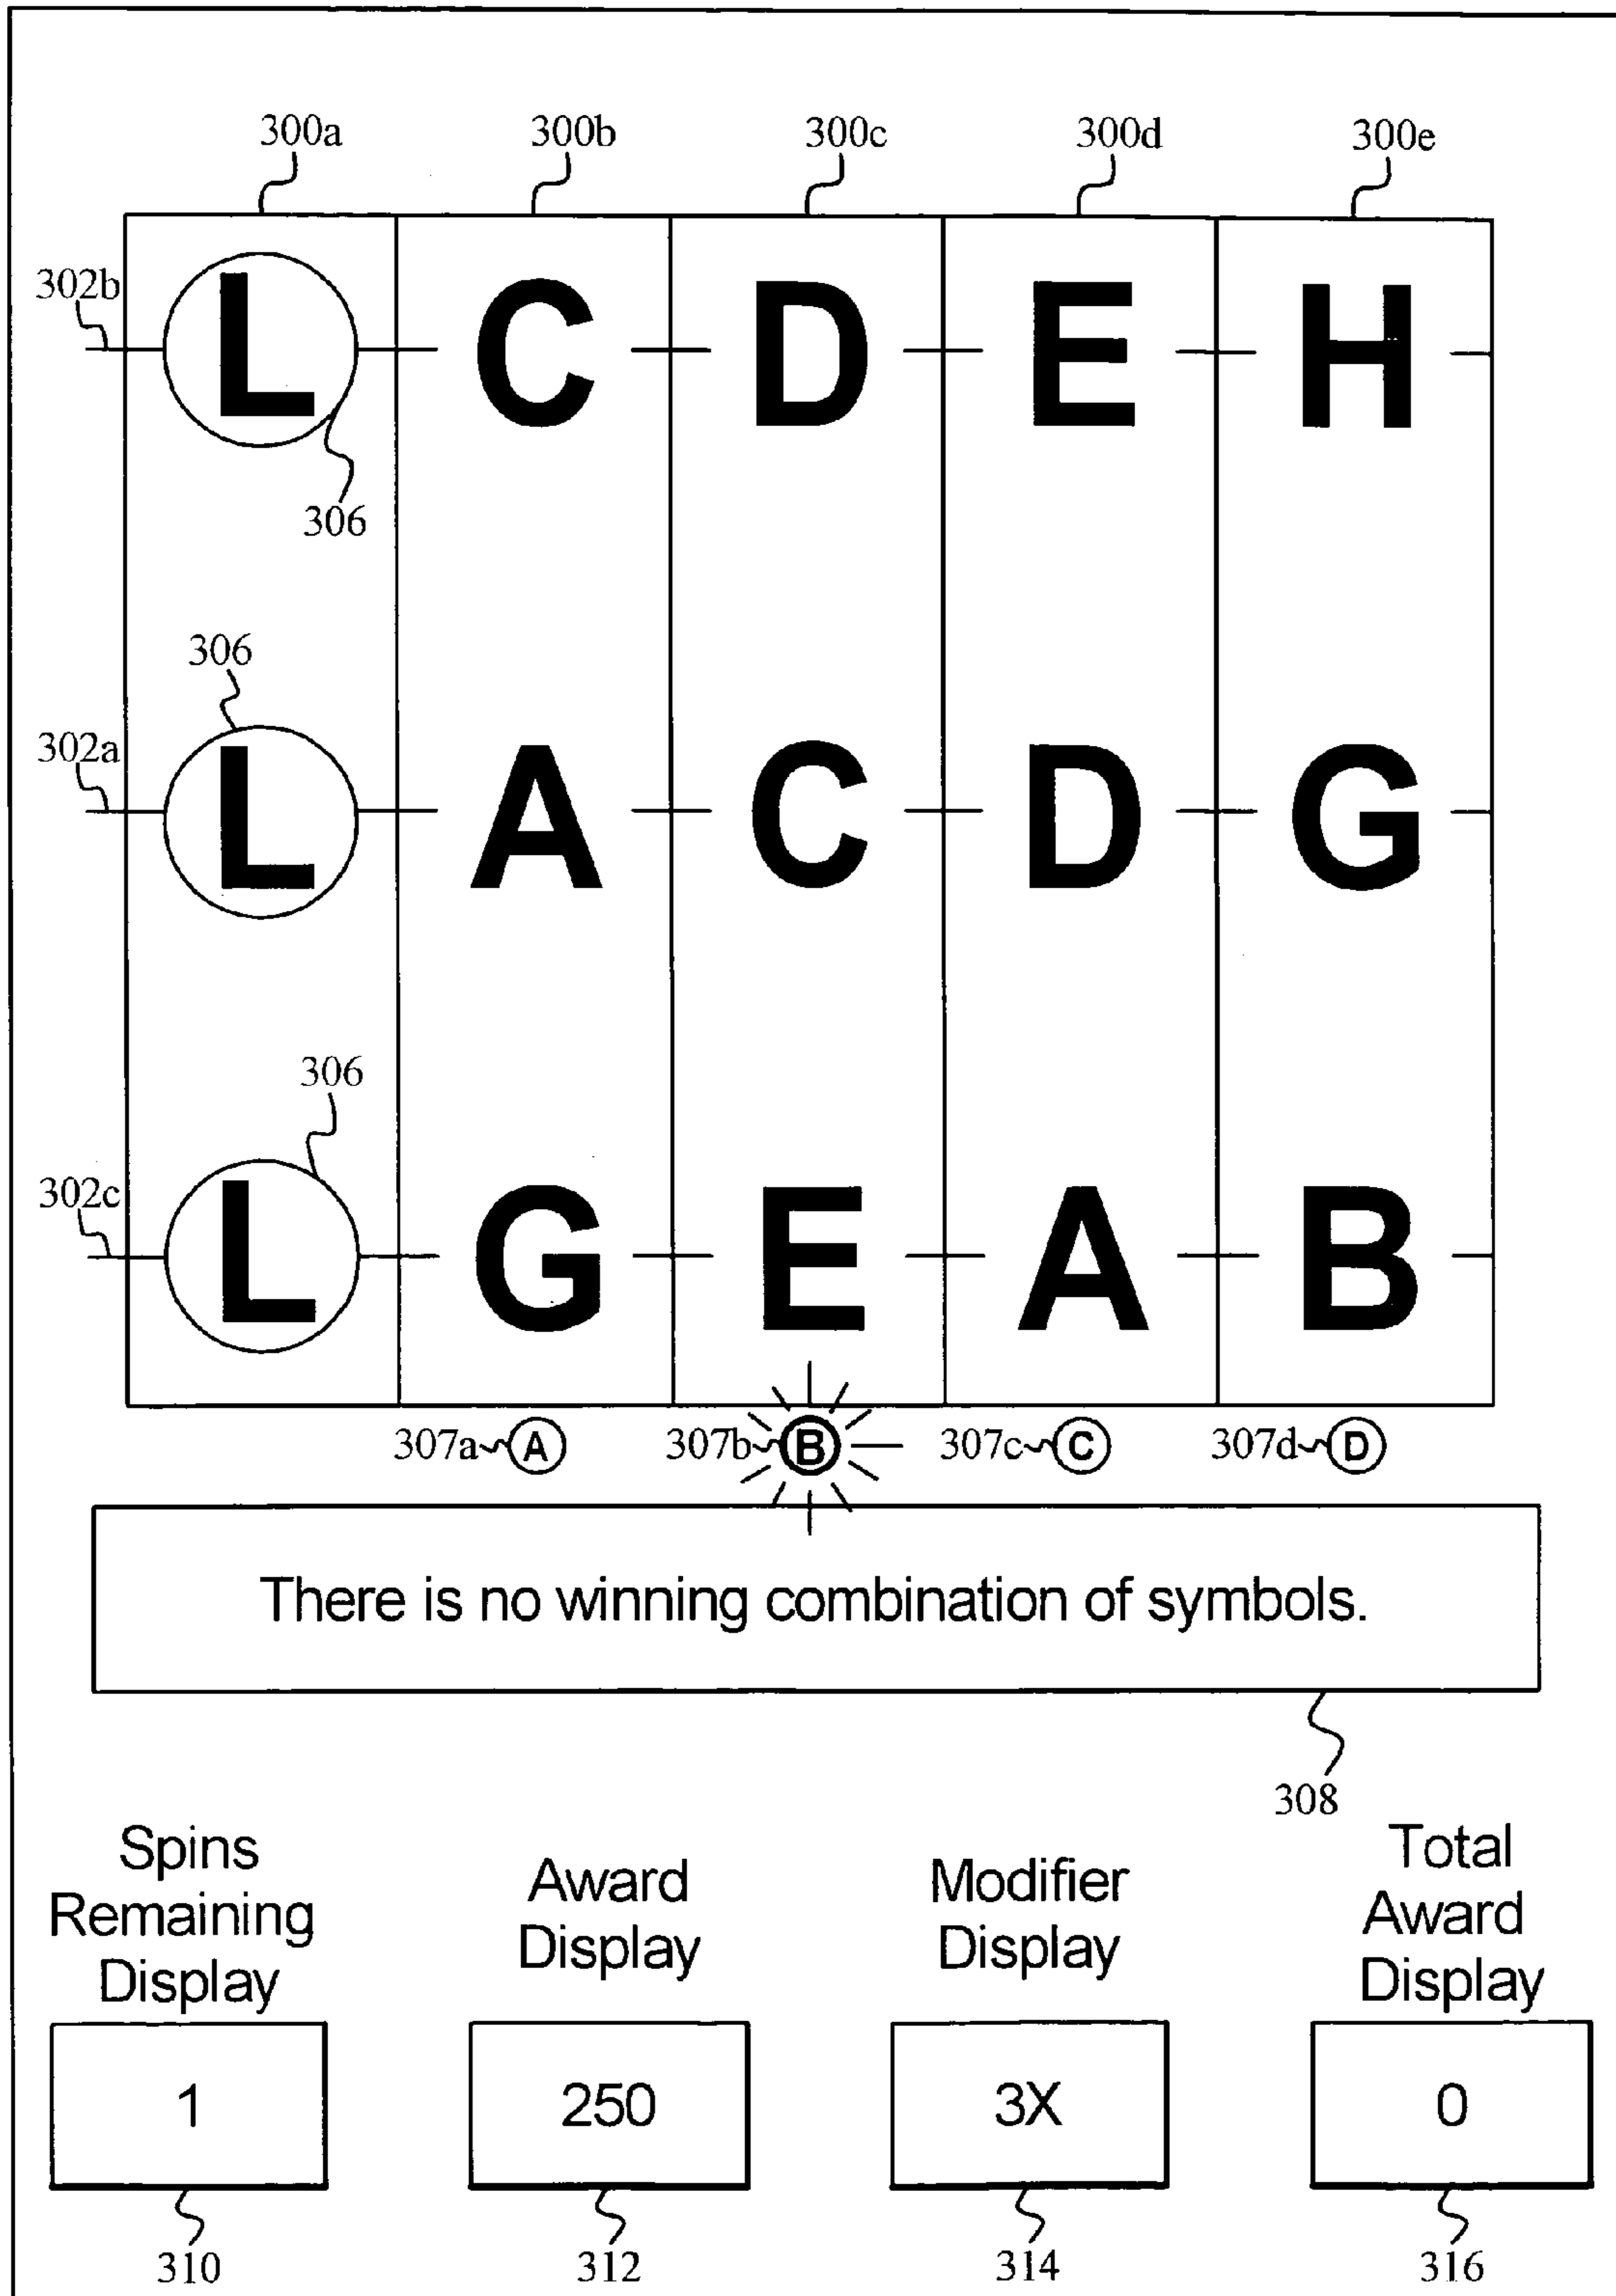 300a 300b 300c 300d 300e
302b L C D E H
306
306
302a L A C D G
306
302c L G E A B
307a A 307b B 307c C 307d D
There is no winning combination of symbols.
308
Spins Remaining Display
Award Display
Modifier Display
Total Award Display
1 250 3X 0
310 312 314 316